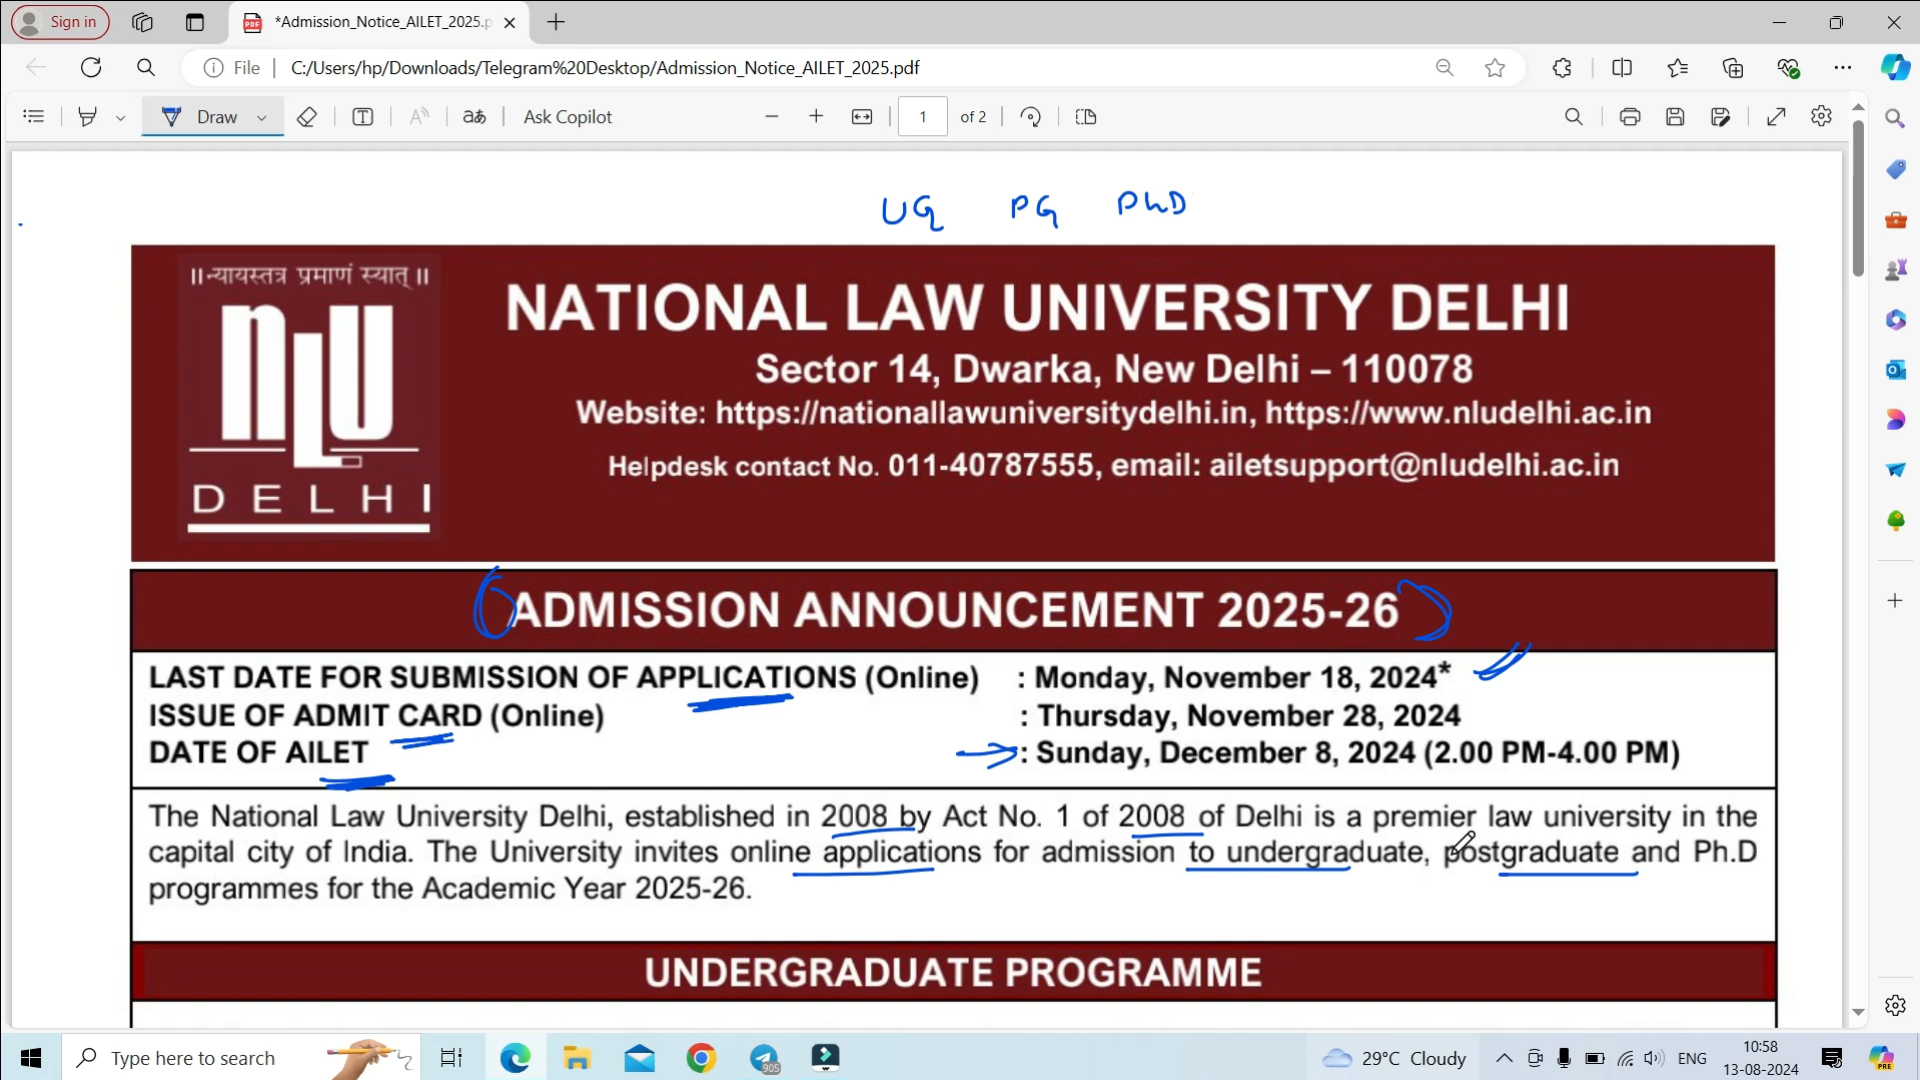 Sign in
*Admission_Notice_AILET_2025.p
File
C:/Users/hp/Downloads/Telegram%20Desktop/Admission_Notice_AILET_2025.pdf
Draw
T
aあ
Ask Copilot
1 of 2
UG PG PhD
॥न्यायस्तत्र प्रमाणं स्यात्॥
NLU
DELHI
NATIONAL LAW UNIVERSITY DELHI
Sector 14, Dwarka, New Delhi – 110078
Website: https://nationallawuniversitydelhi.in, https://www.nludelhi.ac.in
Helpdesk contact No. 011-40787555, email: ailetsupport@nludelhi.ac.in
ADMISSION ANNOUNCEMENT 2025-26
LAST DATE FOR SUBMISSION OF APPLICATIONS (Online) : Monday, November 18, 2024*
ISSUE OF ADMIT CARD (Online) : Thursday, November 28, 2024
DATE OF AILET : Sunday, December 8, 2024 (2.00 PM-4.00 PM)
The National Law University Delhi, established in 2008 by Act No. 1 of 2008 of Delhi is a premier law university in the
capital city of India. The University invites online applications for admission to undergraduate, postgraduate and Ph.D
programmes for the Academic Year 2025-26.
UNDERGRADUATE PROGRAMME
Type here to search
905
29°C Cloudy
ENG
10:58
13-08-2024
PRE